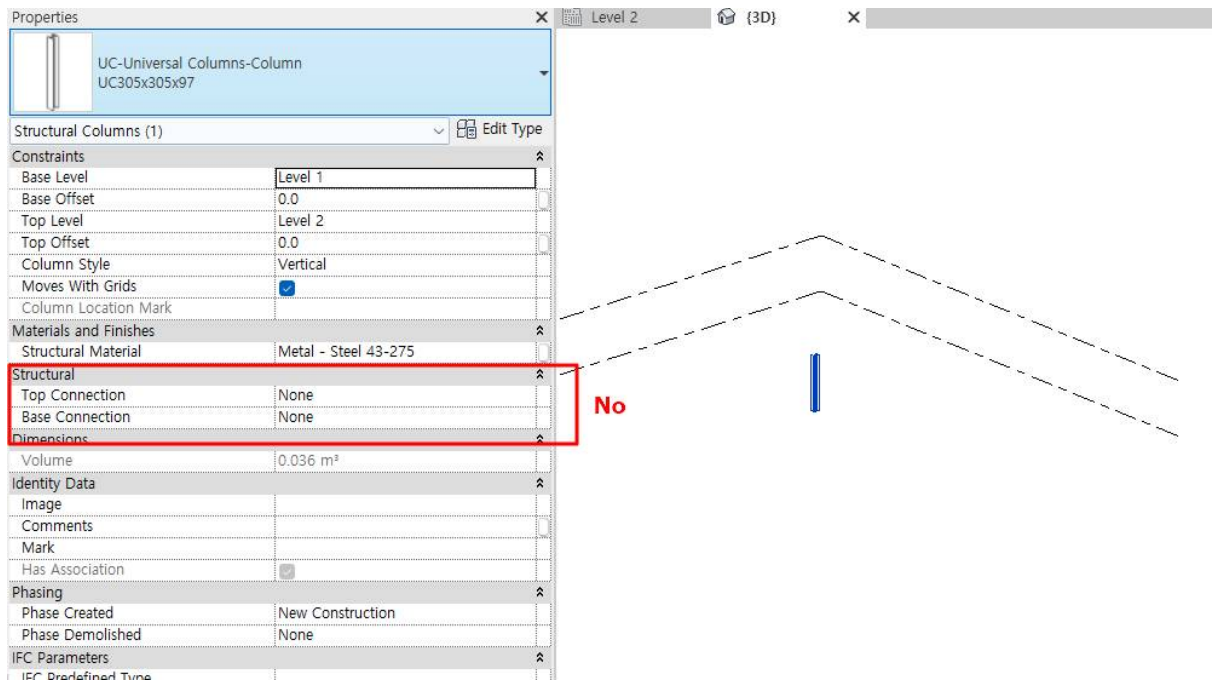 Properties
Level 2
{3D}
UC-Universal Columns-Column
UC305x305x97
Structural Columns (1)
Edit Type
Constraints
Base Level Level 1
Base Offset 0.0
Top Level Level 2
Top Offset 0.0
Column Style Vertical
Moves With Grids
Column Location Mark
Materials and Finishes
Structural Material Metal - Steel 43-275
Structural
Top Connection None
Base Connection None
No
Dimensions
Volume 0.036 m³
Identity Data
Image
Comments
Mark
Has Association
Phasing
Phase Created New Construction
Phase Demolished None
IFC Parameters
IFC Predefined Type